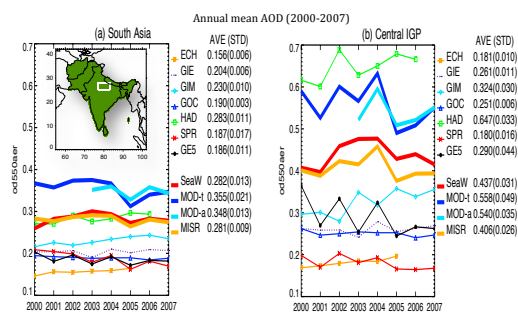 Annual mean AOD (2000-2007)
(a) South Asia
AVE (STD)
od550aer
0.7
0.6
0.5
0.4
0.3
0.2
0.1
40
30
20
10
0
60 70 80 90 100
2000 2001 2002 2003 2004 2005 2006 2007
ECH 0.156(0.006)
GIE 0.204(0.006)
GIM 0.230(0.010)
GOC 0.190(0.003)
HAD 0.283(0.011)
SPR 0.187(0.017)
GE5 0.186(0.011)
SeaW 0.282(0.013)
MOD-t 0.355(0.021)
MOD-a 0.348(0.013)
MISR 0.281(0.009)
(b) Central IGP
AVE (STD)
od550aer
0.7
0.6
0.5
0.4
0.3
0.2
0.1
2000 2001 2002 2003 2004 2005 2006 2007
ECH 0.181(0.010)
GIE 0.261(0.011)
GIM 0.324(0.030)
GOC 0.251(0.006)
HAD 0.647(0.033)
SPR 0.180(0.016)
GE5 0.290(0.044)
SeaW 0.437(0.031)
MOD-t 0.558(0.049)
MOD-a 0.540(0.035)
MISR 0.406(0.026)